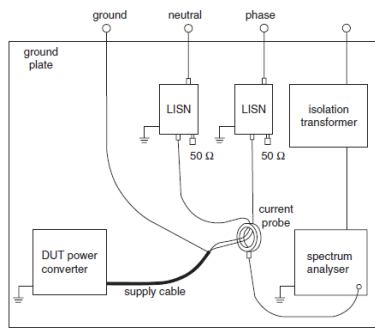 ground
neutral
phase
ground
plate
LISN
LISN
isolation
transformer
50 Ω
50 Ω
current
probe
DUT power
converter
spectrum
analyser
supply cable